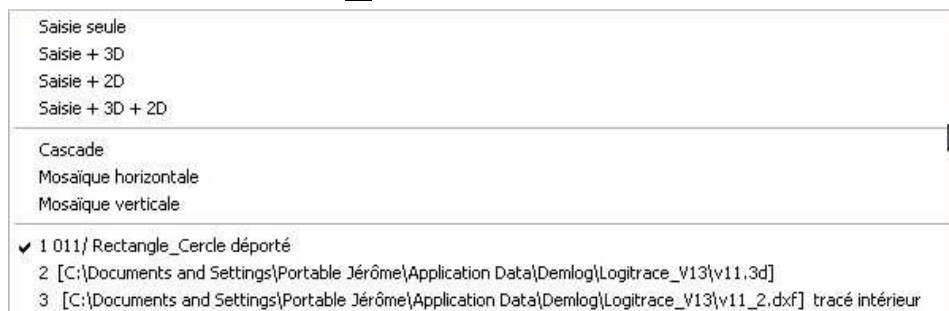 Saisie seule
Saisie + 3D
Saisie + 2D
Saisie + 3D + 2D
Cascade
Mosaïque horizontale
Mosaïque verticale
✔ 1 011/ Rectangle_Cercle déporté
2 [C:\Documents and Settings\Portable Jérôme\Application Data\Demlog\Logitrace_V13\v11.3d]
3 [C:\Documents and Settings\Portable Jérôme\Application Data\Demlog\Logitrace_V13\v11_2.dxf] tracé intérieur